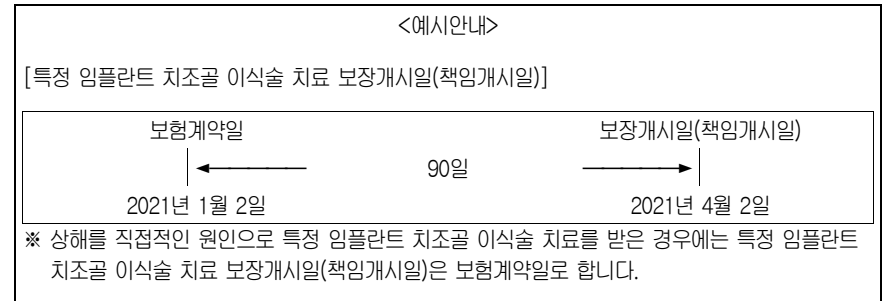 <예시안내>
[특정 임플란트 치조골 이식술 치료 보장개시일(책임개시일)]
보험계약일 보장개시일(책임개시일)
90일
2021년 1월 2일 2021년 4월 2일
※ 상해를 직접적인 원인으로 특정 임플란트 치조골 이식술 치료를 받은 경우에는 특정 임플란트
치조골 이식술 치료 보장개시일(책임개시일)은 보험계약일로 합니다.